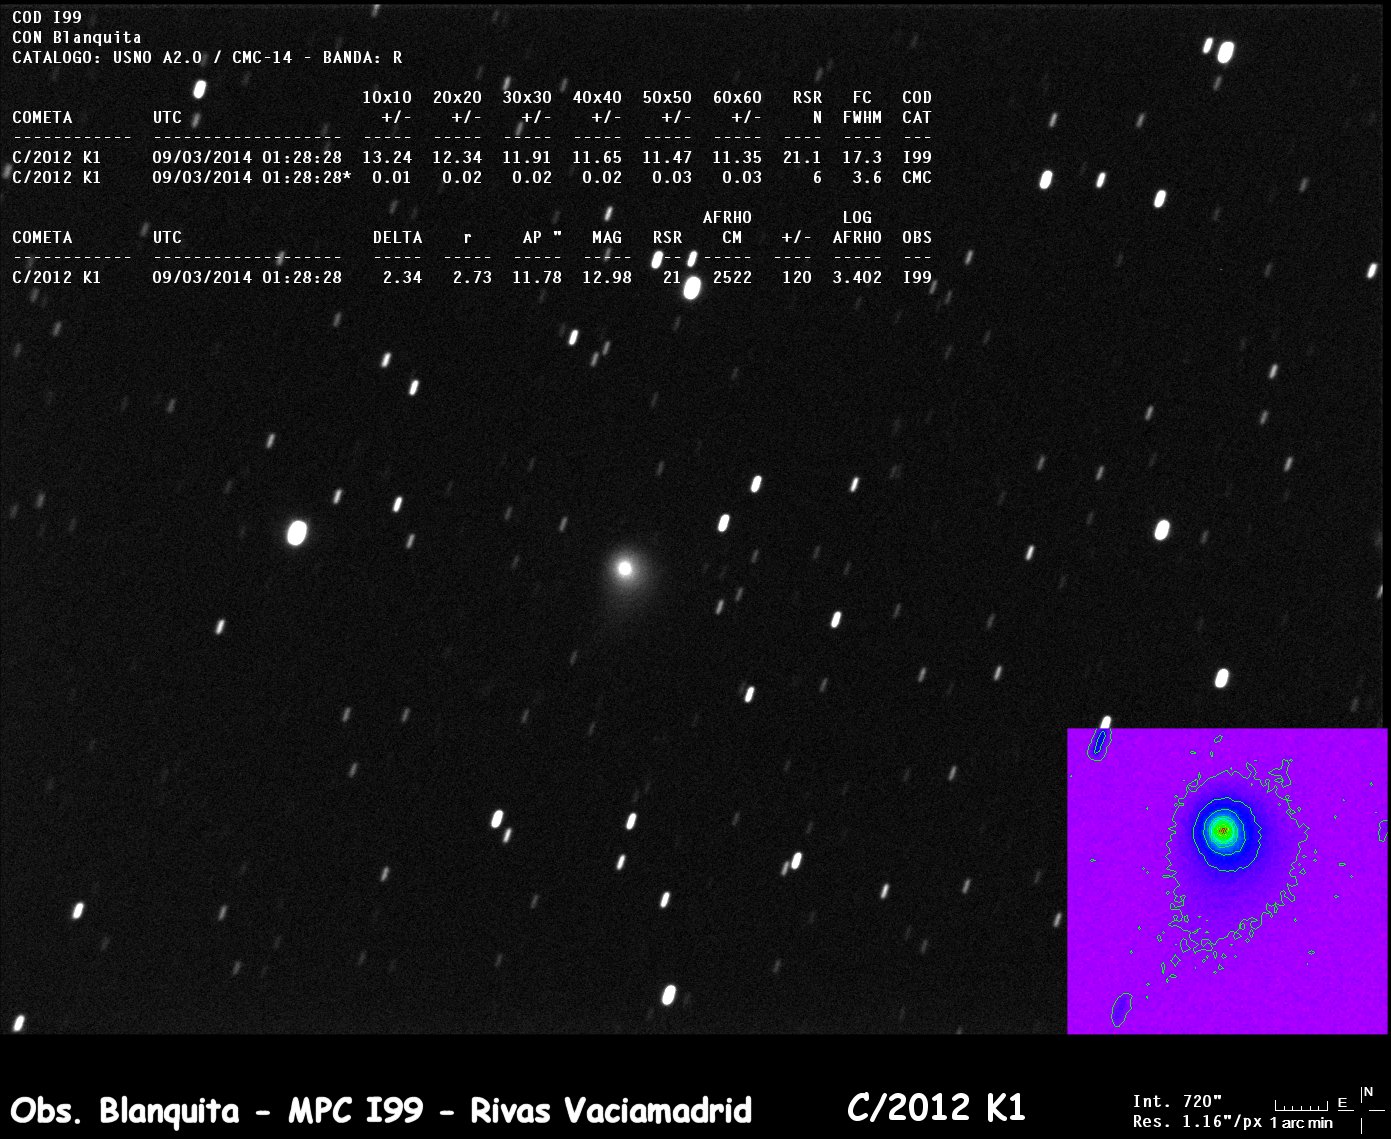 COD I99
CON Blanquita
CATALOGO: USNO A2.0 / CMC-14 - BANDA: R
10x10 20x20 30x30 40x40 50x50 60x60 RSR FC COD
COMETA UTC +/- +/- +/- +/- +/- +/- N FWHM CAT
------------ ------------------- ----- ----- ----- ----- ----- ----- ---- ---- ---
C/2012 K1 09/03/2014 01:28:28 13.24 12.34 11.91 11.65 11.47 11.35 21.1 17.3 I99
C/2012 K1 09/03/2014 01:28:28* 0.01 0.02 0.02 0.02 0.03 0.03 6 3.6 CMC
AFRHO LOG
COMETA UTC DELTA r AP " MAG RSR CM +/- AFRHO OBS
------------ ------------------- ----- ----- ----- ----- ----- ----- ---- ----- ---
C/2012 K1 09/03/2014 01:28:28 2.34 2.73 11.78 12.98 21 2522 120 3.402 I99
Obs. Blanquita - MPC I99 - Rivas Vaciamadrid C/2012 K1
Int. 720" E N
Res. 1.16"/px 1 arc min